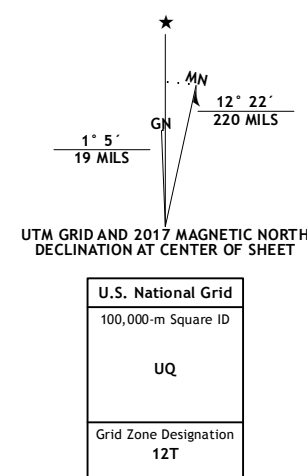 MN
GN
12° 22´
220 MILS
1° 5´
19 MILS
UTM GRID AND 2017 MAGNETIC NORTH
DECLINATION AT CENTER OF SHEET
U.S. National Grid
100,000-m Square ID
UQ
Grid Zone Designation
12T